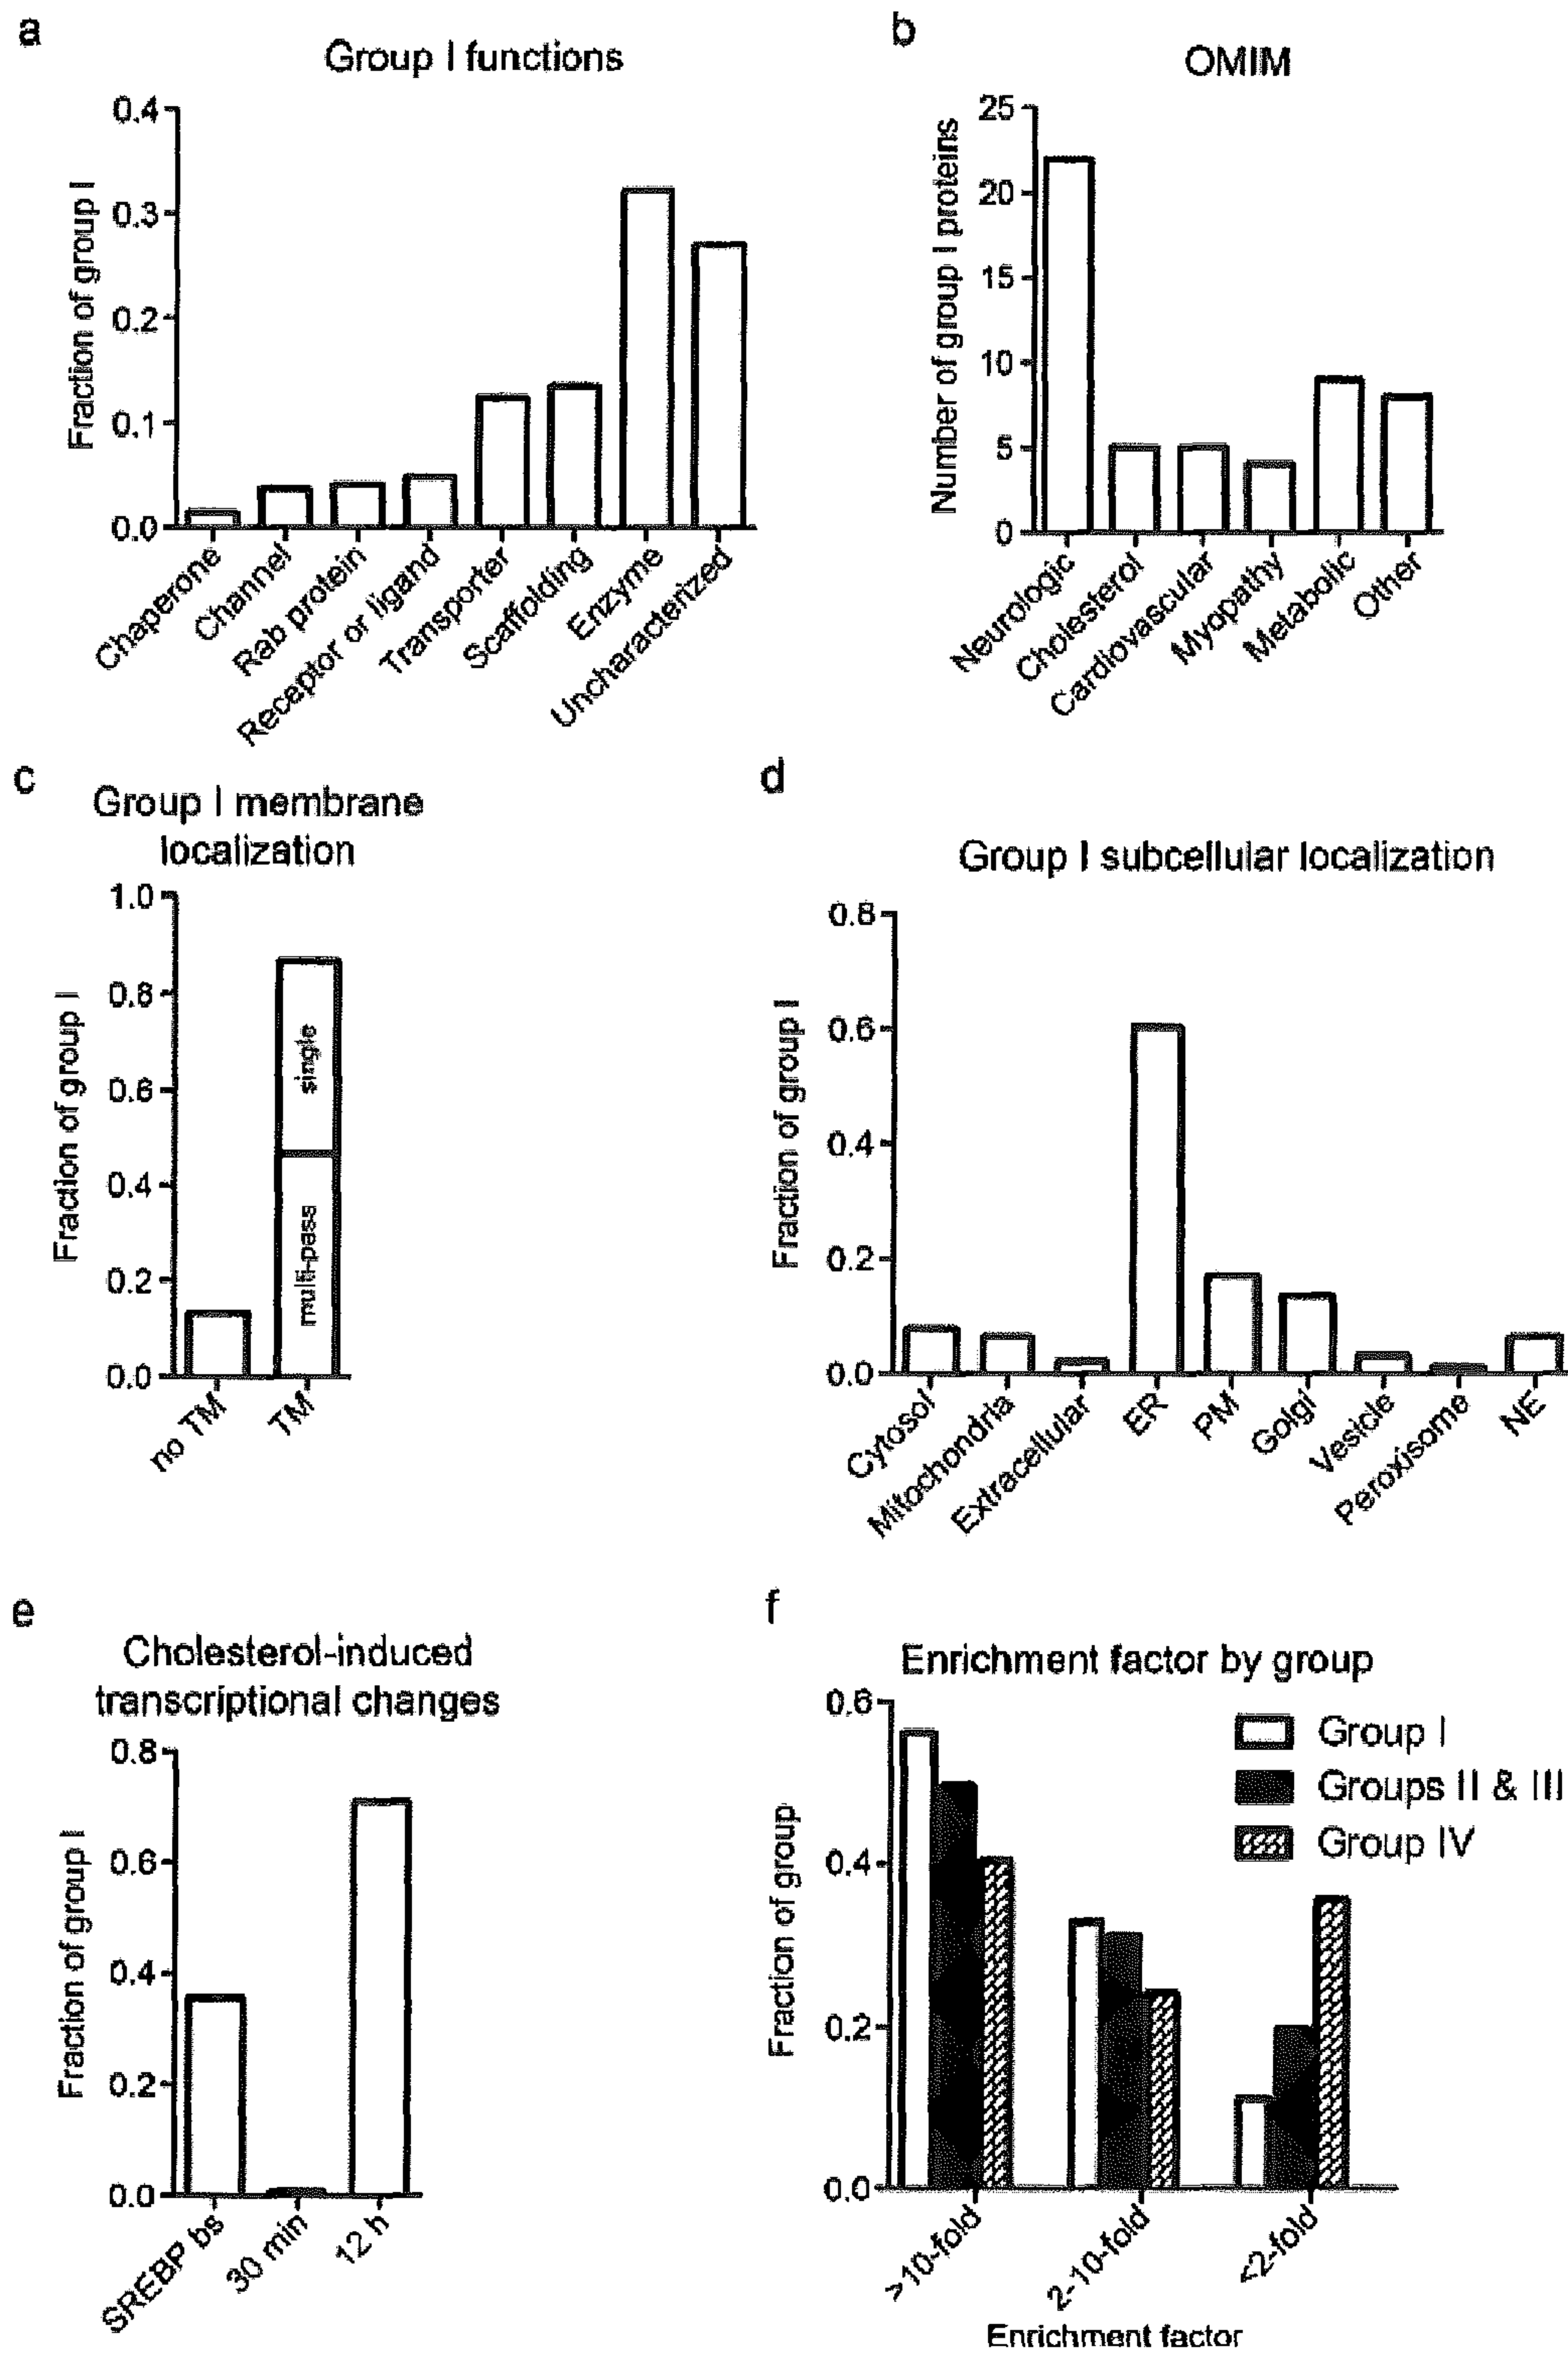 a
Group I functions
Fraction of group I
0.4
0.3
0.2
0.1
0.0
Chaperone
Channel
Rab protein
Receptor or ligand
Transporter
Scaffolding
Enzyme
Uncharacterized
b
OMIM
Number of group I proteins
25
20
15
10
5
0
Neurologic
Cholesterol
Cardiovascular
Myopathy
Metabolic
Other
c
Group I membrane
localization
Fraction of group I
1.0
0.8
0.6
0.4
0.2
0.0
single
multi-pass
no TM
TM
d
Group I subcellular localization
Fraction of group I
0.8
0.6
0.4
0.2
0.0
Cytosol
Mitochondria
Extracellular
ER
PM
Golgi
Vesicle
Peroxisome
NE
e
Cholesterol-induced
transcriptional changes
Fraction of group I
0.8
0.6
0.4
0.2
0.0
SREBP bs
30 min
12 h
f
Enrichment factor by group
Fraction of group
0.6
0.4
0.2
0.0
Group I
Groups II & III
Group IV
>10-fold
2-10-fold
<2-fold
Enrichment factor